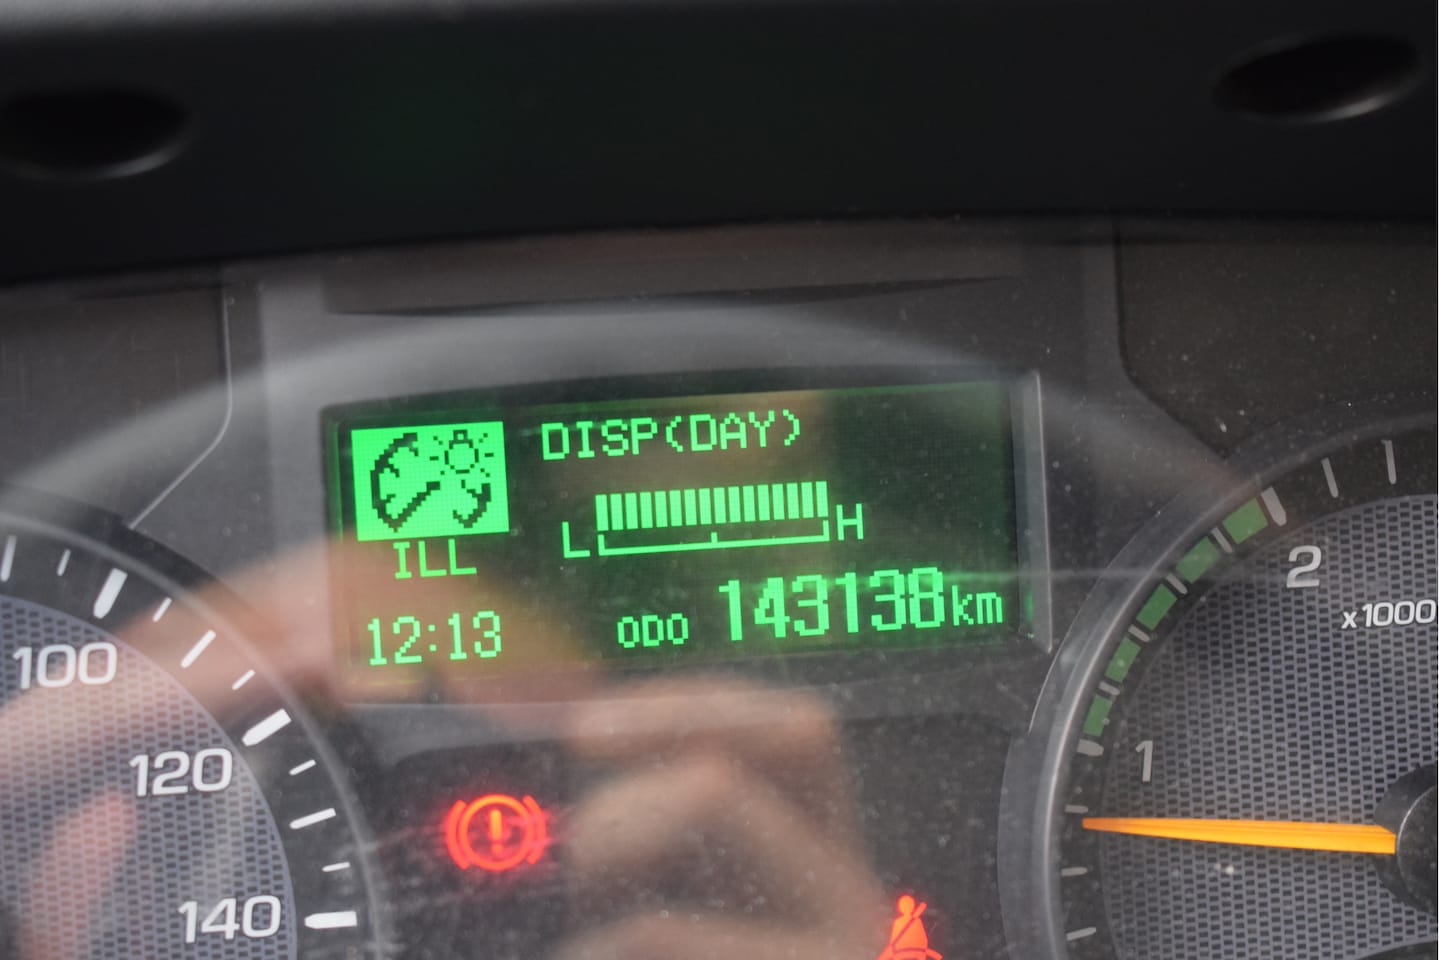 DISP(DAY)
L H
ILL
12:13 ODO 143138km
100
120
140
1
2
x1000